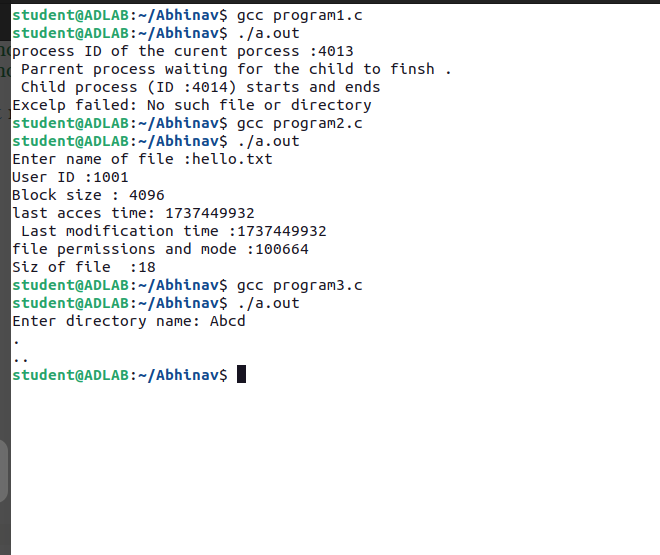 student@ADLAB:~/Abhinav$ gcc program1.c
student@ADLAB:~/Abhinav$ ./a.out
process ID of the curent porcess :4013
 Parrent process waiting for the child to finsh .
 Child process (ID :4014) starts and ends
Excelp failed: No such file or directory
student@ADLAB:~/Abhinav$ gcc program2.c
student@ADLAB:~/Abhinav$ ./a.out
Enter name of file :hello.txt
User ID :1001
Block size : 4096
last acces time: 1737449932
 Last modification time :1737449932
file permissions and mode :100664
Siz of file  :18
student@ADLAB:~/Abhinav$ gcc program3.c
student@ADLAB:~/Abhinav$ ./a.out
Enter directory name: Abcd
.
..
student@ADLAB:~/Abhinav$